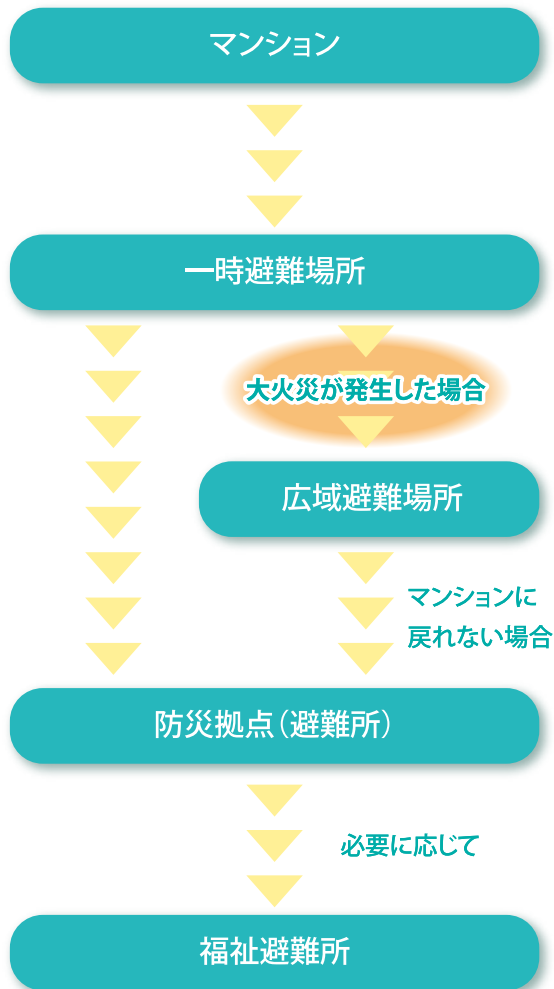 マンション
一時避難場所
大火災が発生した場合
広域避難場所
マンションに
戻れない場合
防災拠点（避難所）
必要に応じて
福祉避難所